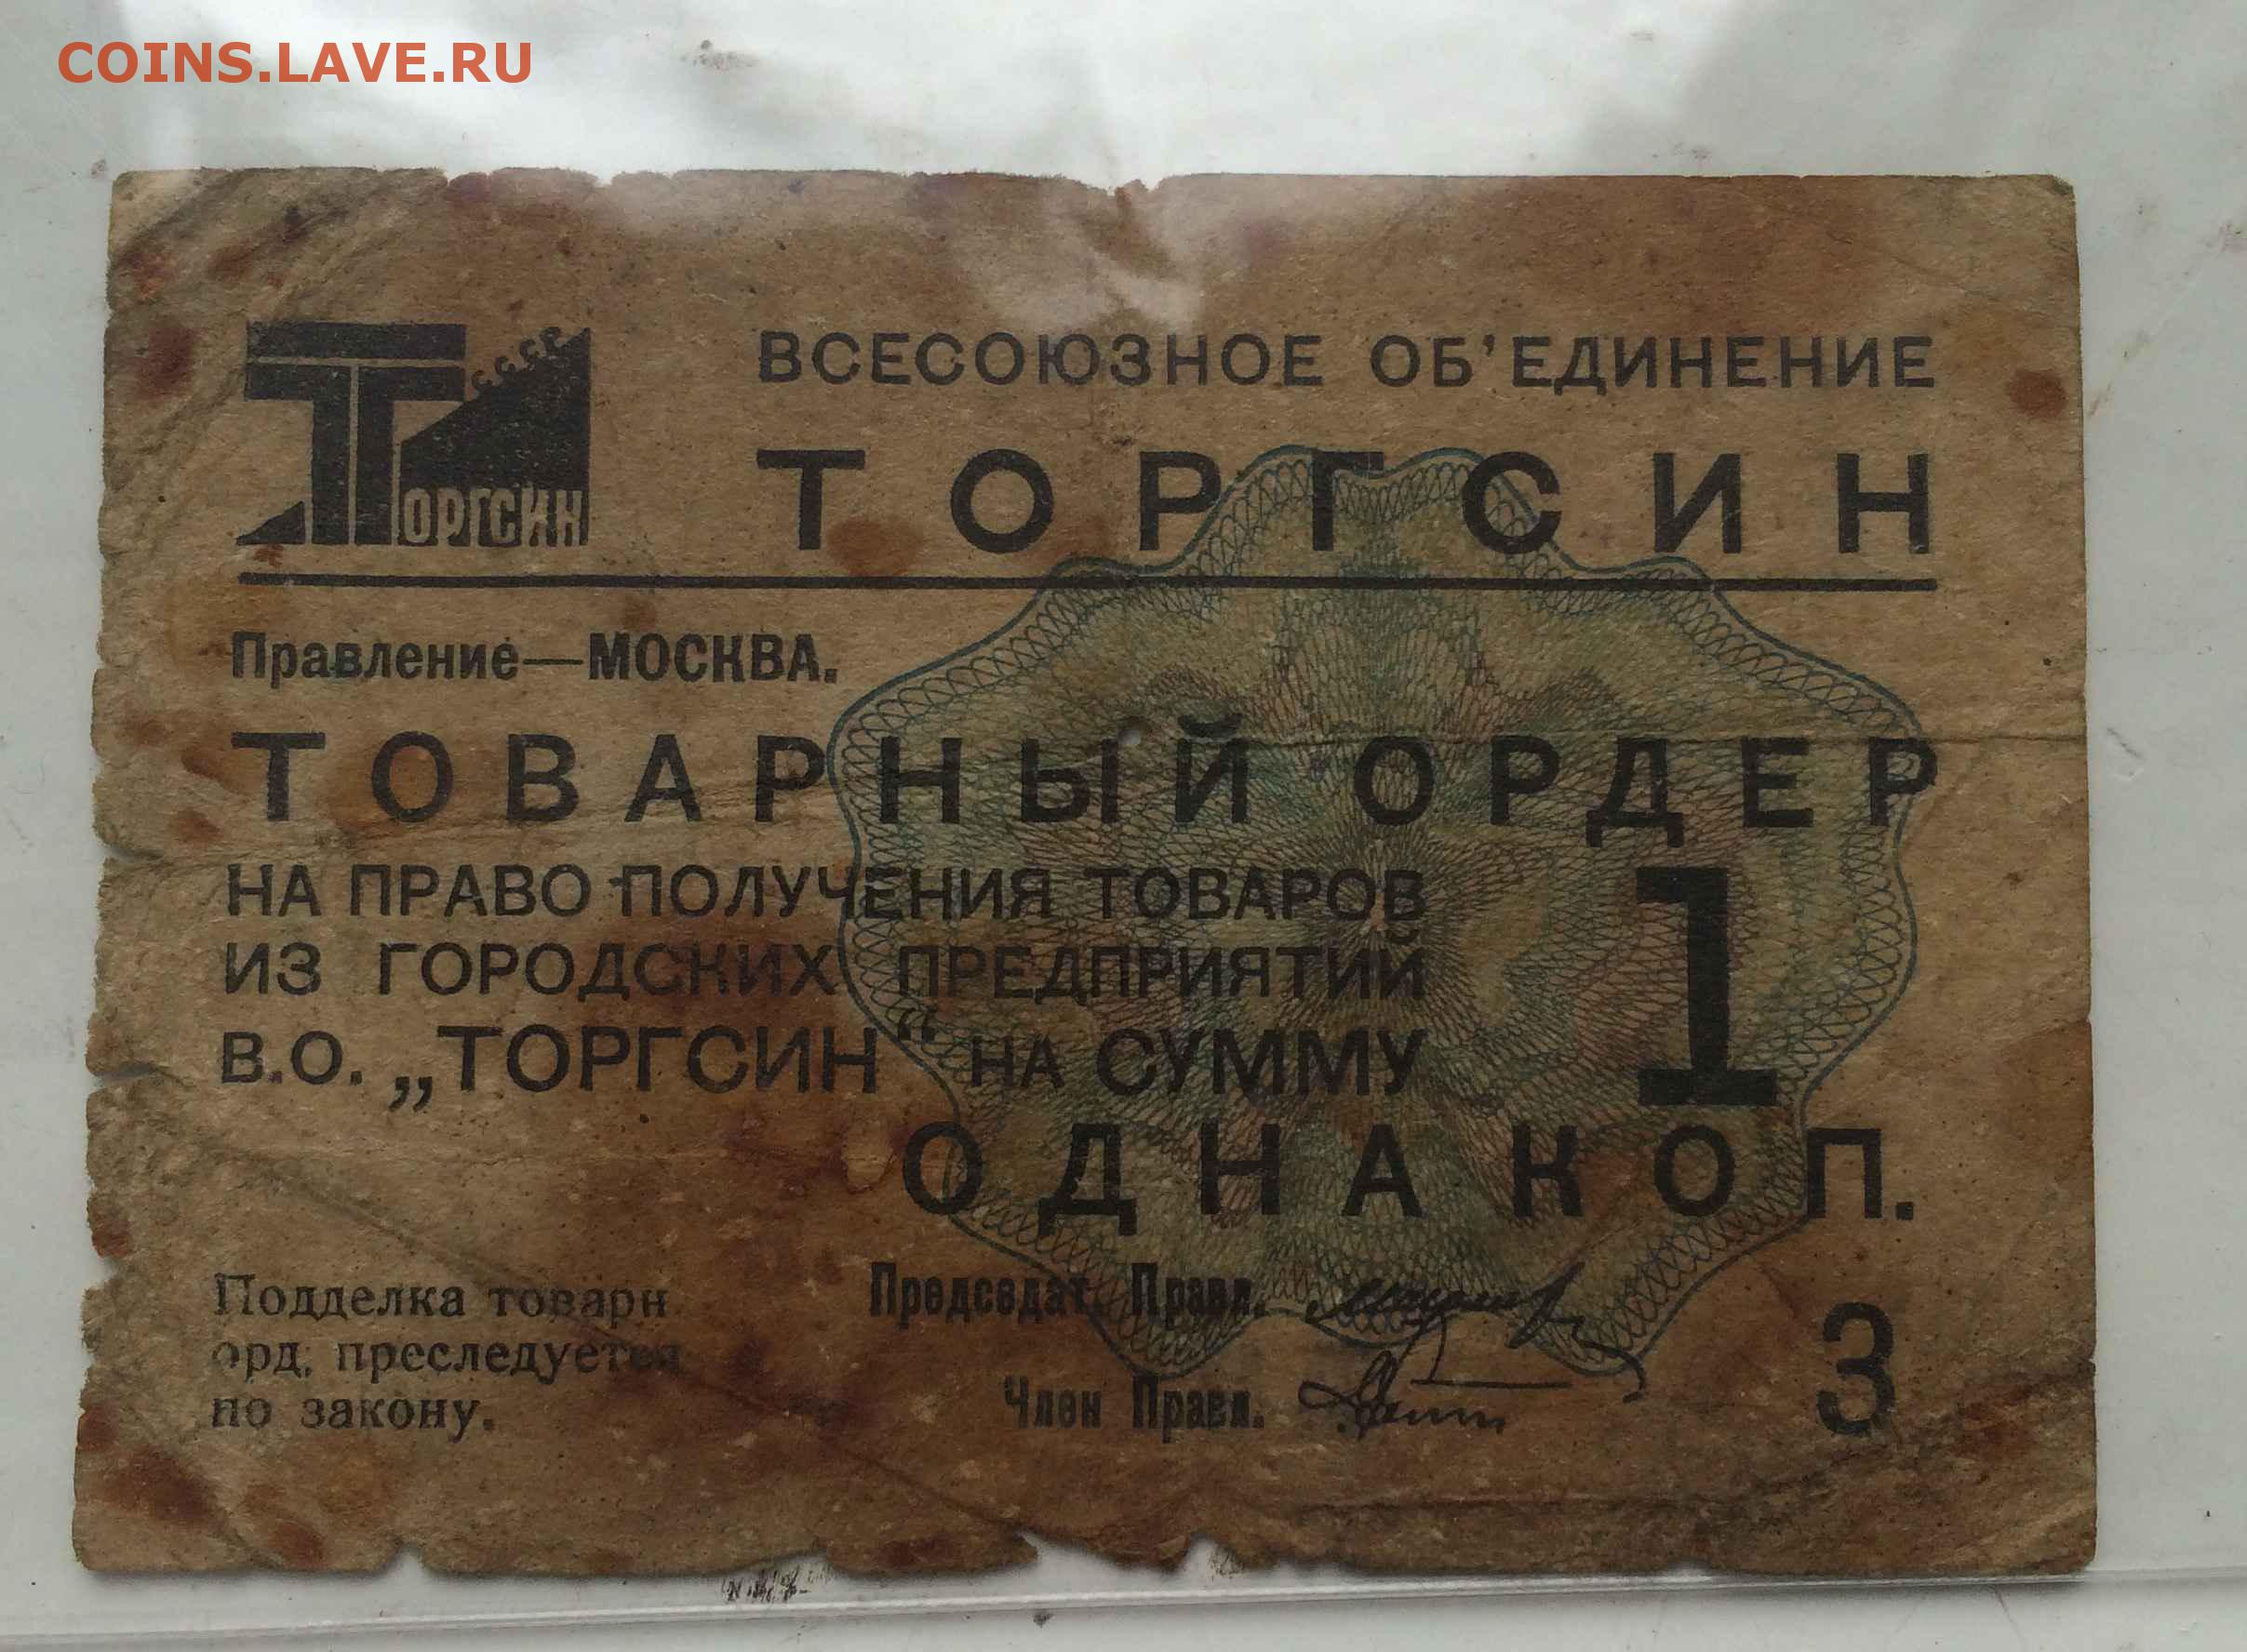 COINS.LAVE.RU
СССР
ТОРГСИН
ВСЕСОЮЗНОЕ ОБ'ЕДИНЕНИЕ
ТОРГСИН
Правление—МОСКВА.
ТОВАРНЫЙ ОРДЕР
НА ПРАВО ПОЛУЧЕНИЯ ТОВАРОВ
ИЗ ГОРОДСКИХ ПРЕДПРИЯТИЙ
В.О. „ТОРГСИН“ НА СУММУ
1
ОДНА КОП.
Подделка товарн.
орд. преследуется
по закону.
Председат. Правл.
Член Правл.
3